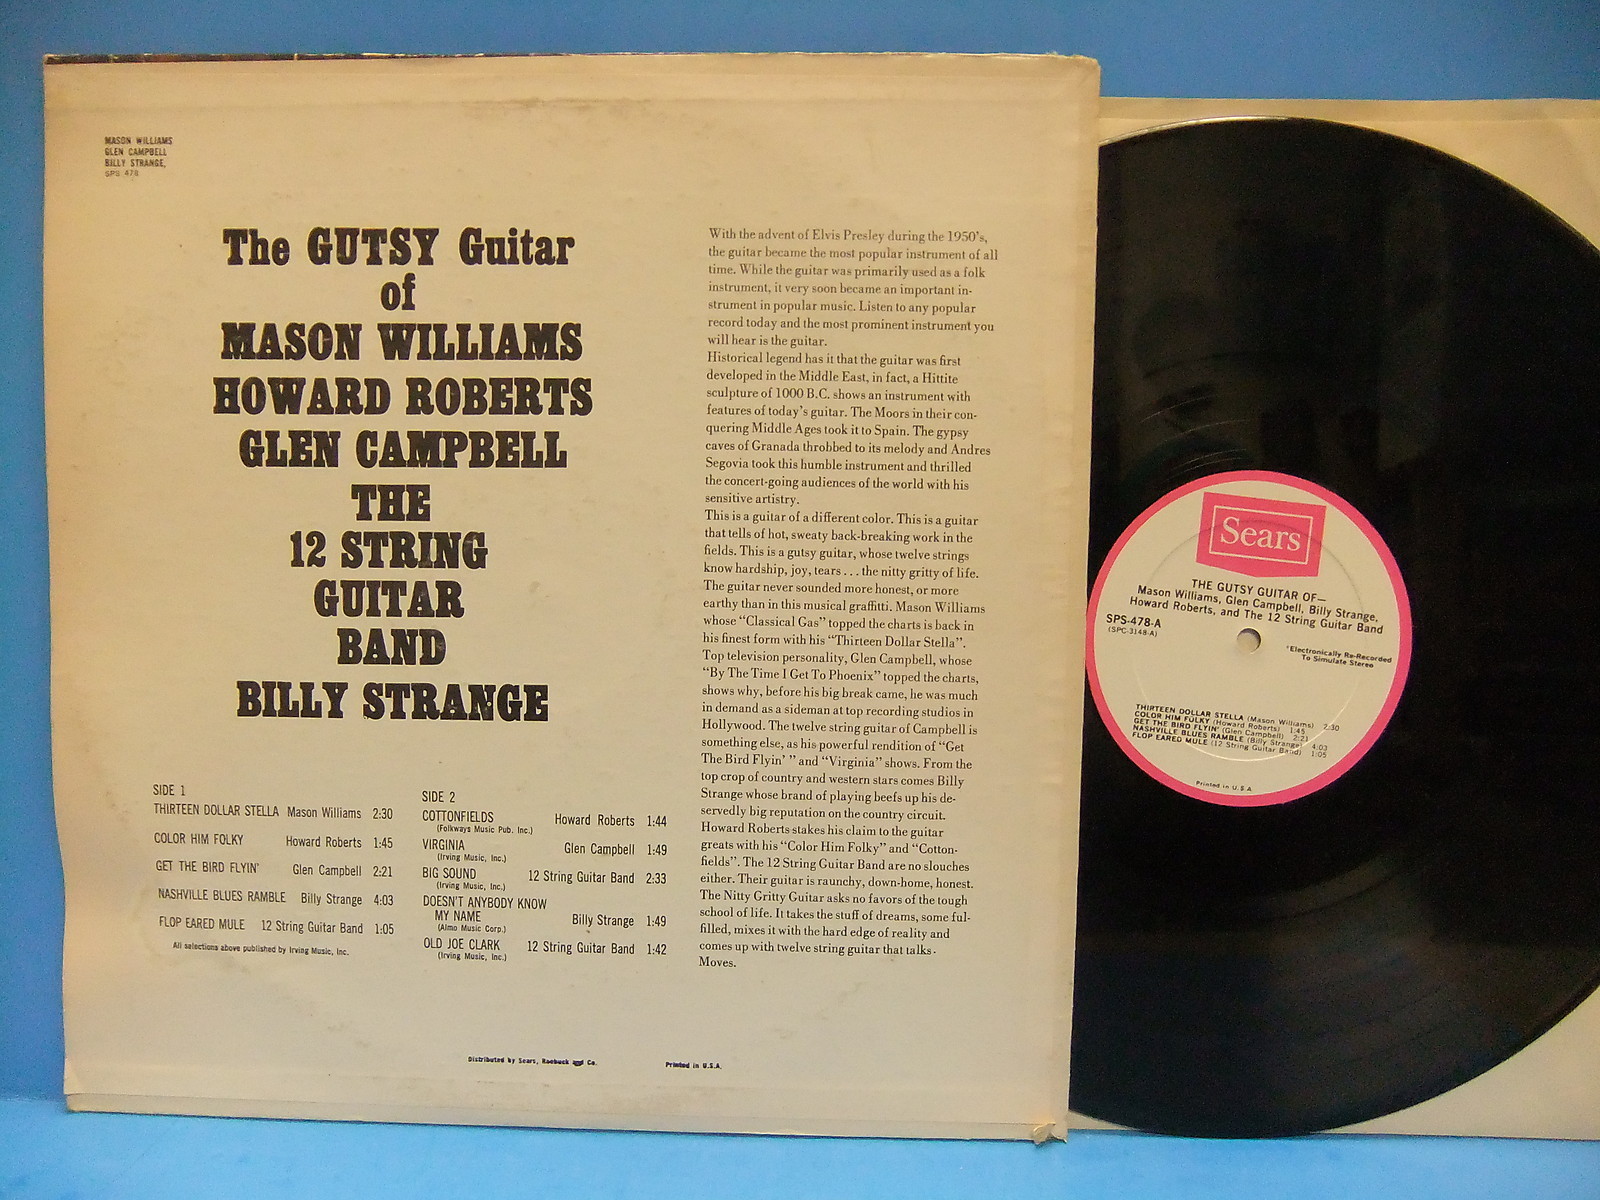 MASON WILLIAMS
GLEN CAMPBELL
BILLY STRANGE,
SPS 478
The GUTSY Guitar
of
MASON WILLIAMS
HOWARD ROBERTS
GLEN CAMPBELL
THE
12 STRING
GUITAR
BAND
BILLY STRANGE
SIDE 1
THIRTEEN DOLLAR STELLA Mason Williams 2:30
COLOR HIM FOLKY Howard Roberts 1:45
GET THE BIRD FLYIN' Glen Campbell 2:21
NASHVILLE BLUES RAMBLE Billy Strange 4:03
FLOP EARED MULE 12 String Guitar Band 1:05
All selections above published by Irving Music, Inc.
SIDE 2
COTTONFIELDS Howard Roberts 1:44
(Folkways Music Pub. Inc.)
VIRGINIA Glen Campbell 1:49
(Irving Music, Inc.)
BIG SOUND 12 String Guitar Band 2:33
(Irving Music, Inc.)
DOESN'T ANYBODY KNOW
MY NAME Billy Strange 1:49
(Almo Music Corp.)
OLD JOE CLARK 12 String Guitar Band 1:42
(Irving Music, Inc.)
With the advent of Elvis Presley during the 1950's,
the guitar became the most popular instrument of all
time. While the guitar was primarily used as a folk
instrument, it very soon became an important in-
strument in popular music. Listen to any popular
record today and the most prominent instrument you
will hear is the guitar.
Historical legend has it that the guitar was first
developed in the Middle East, in fact, a Hittite
sculpture of 1000 B.C. shows an instrument with
features of today's guitar. The Moors in their con-
quering Middle Ages took it to Spain. The gypsy
caves of Granada throbbed to its melody and Andres
Segovia took this humble instrument and thrilled
the concert-going audiences of the world with his
sensitive artistry.
This is a guitar of a different color. This is a guitar
that tells of hot, sweaty back-breaking work in the
fields. This is a gutsy guitar, whose twelve strings
know hardship, joy, tears . . . the nitty gritty of life.
The guitar never sounded more honest, or more
earthy than in this musical graffitti. Mason Williams
whose "Classical Gas" topped the charts is back in
his finest form with his "Thirteen Dollar Stella".
Top television personality, Glen Campbell, whose
"By The Time I Get To Phoenix" topped the charts,
shows why, before his big break came, he was much
in demand as a sideman at top recording studios in
Hollywood. The twelve string guitar of Campbell is
something else, as his powerful rendition of "Get
The Bird Flyin' " and "Virginia" shows. From the
top crop of country and western stars comes Billy
Strange whose brand of playing beefs up his de-
servedly big reputation on the country circuit.
Howard Roberts stakes his claim to the guitar
greats with his "Color Him Folky" and "Cotton-
fields". The 12 String Guitar Band are no slouches
either. Their guitar is raunchy, down-home, honest.
The Nitty Gritty Guitar asks no favors of the tough
school of life. It takes the stuff of dreams, some ful-
filled, mixes it with the hard edge of reality and
comes up with twelve string guitar that talks.
Moves.
Distributed by Sears, Roebuck and Co. Printed in U.S.A.
Sears
THE GUTSY GUITAR OF—
Mason Williams, Glen Campbell, Billy Strange,
Howard Roberts, and The 12 String Guitar Band
SPS-478-A
(SPC-3148-A)
*Electronically Re-Recorded
To Simulate Stereo
THIRTEEN DOLLAR STELLA (Mason Williams) 2:30
COLOR HIM FOLKY (Howard Roberts) 1:45
GET THE BIRD FLYIN' (Glen Campbell) 2:21
NASHVILLE BLUES RAMBLE (Billy Strange) 4:03
FLOP EARED MULE (12 String Guitar Band) 1:05
Printed in U.S.A.